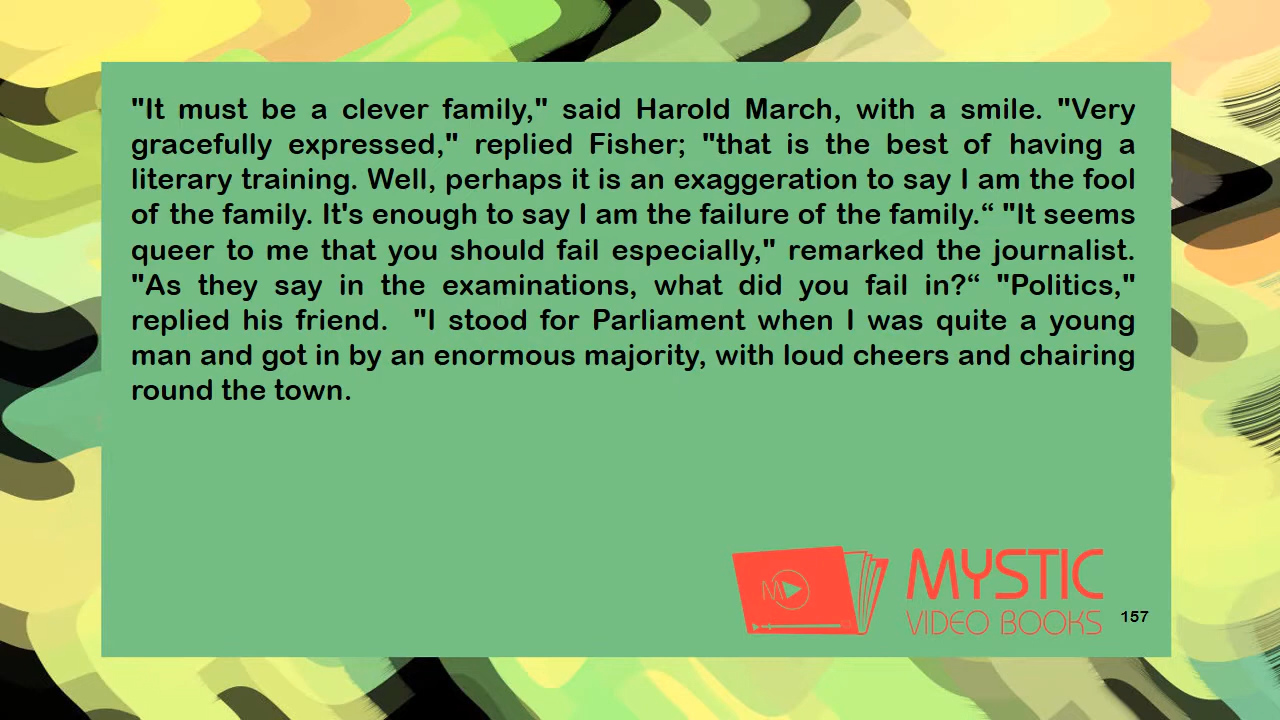 "It must be a clever family," said Harold March, with a smile. "Very
gracefully expressed," replied Fisher; "that is the best of having a
literary training. Well, perhaps it is an exaggeration to say I am the fool
of the family. It's enough to say I am the failure of the family.“ "It seems
queer to me that you should fail especially," remarked the journalist.
"As they say in the examinations, what did you fail in?“ "Politics,"
replied his friend.  "I stood for Parliament when I was quite a young
man and got in by an enormous majority, with loud cheers and chairing
round the town.
M
MYSTIC
VIDEO BOOKS
157